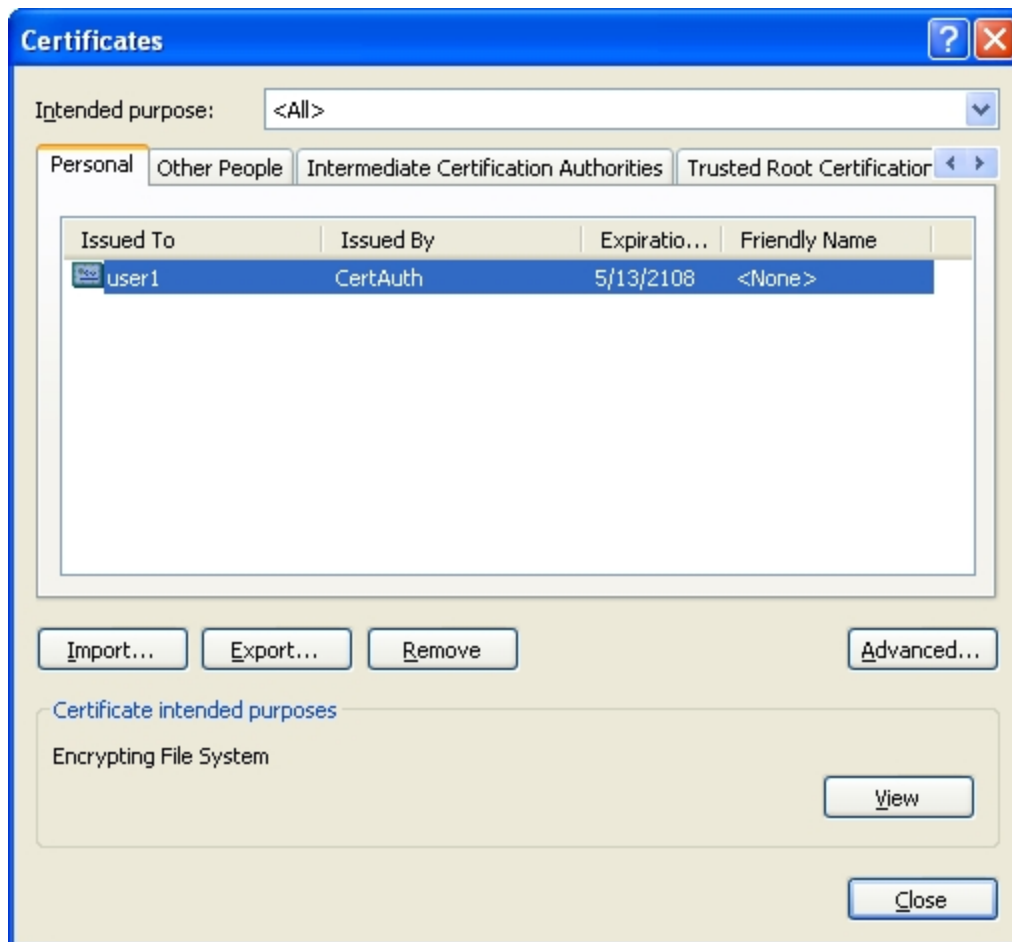 Certificates
Intended purpose: <All>
Personal Other People Intermediate Certification Authorities Trusted Root Certification
Issued To Issued By Expiratio... Friendly Name
user1 CertAuth 5/13/2108 <None>
Import... Export... Remove Advanced...
Certificate intended purposes
Encrypting File System
View
Close